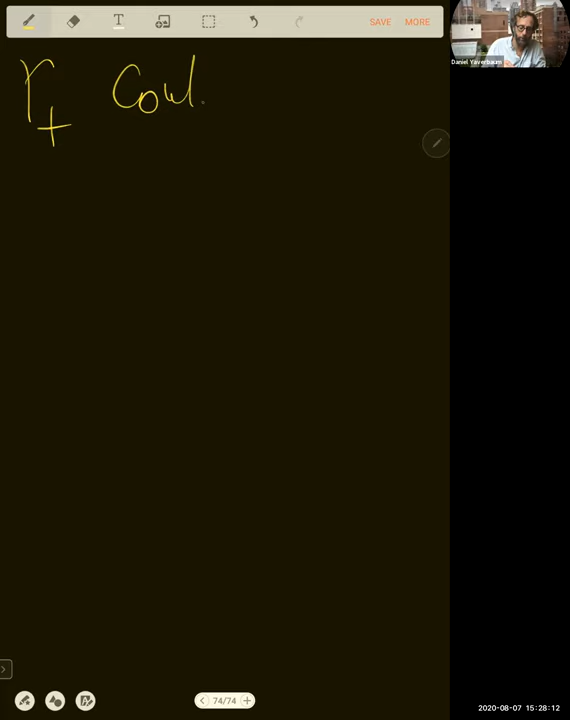 T SAVE MORE
Daniel Yaverbaum
Coul.
+
74/74 +
2020-08-07 15:28:12